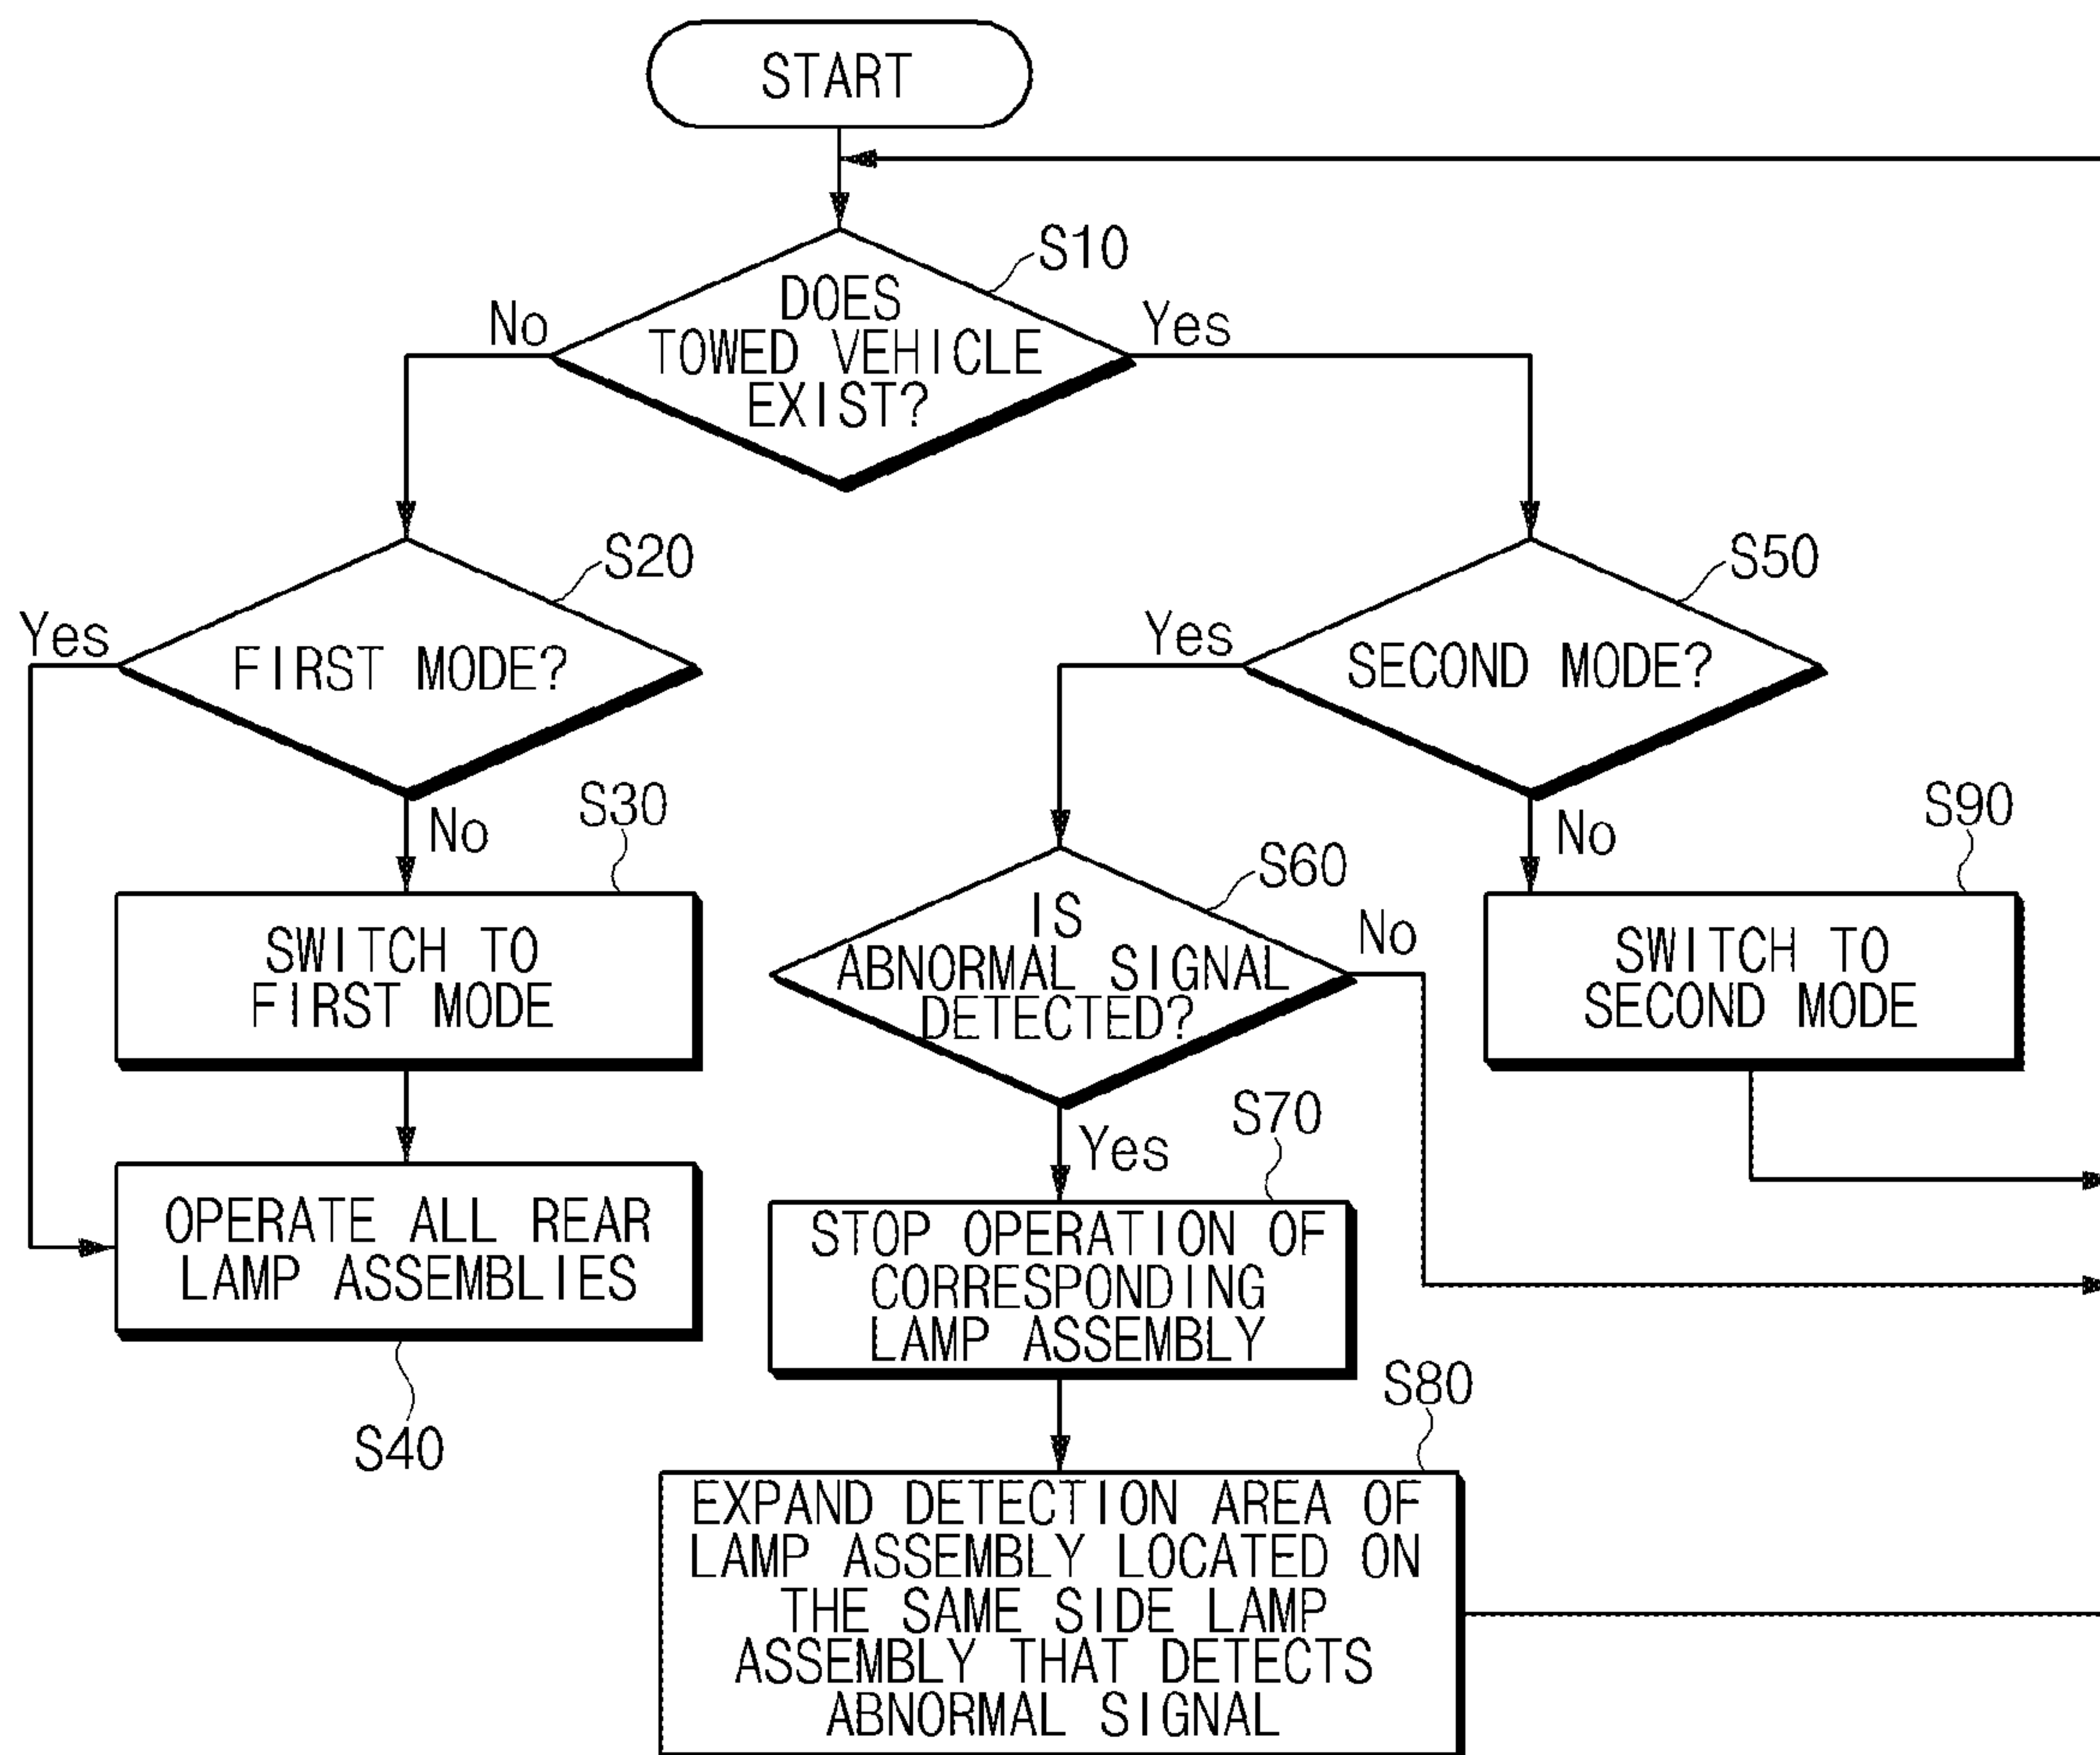 START
S10
DOES
TOWED VEHICLE
EXIST?
No
Yes
S20
FIRST MODE?
Yes
No
S30
SWITCH TO
FIRST MODE
OPERATE ALL REAR
LAMP ASSEMBLIES
S40
S50
SECOND MODE?
Yes
No
S60
IS
ABNORMAL SIGNAL
DETECTED?
No
Yes
S90
SWITCH TO
SECOND MODE
S70
STOP OPERATION OF
CORRESPONDING
LAMP ASSEMBLY
S80
EXPAND DETECTION AREA OF
LAMP ASSEMBLY LOCATED ON
THE SAME SIDE LAMP
ASSEMBLY THAT DETECTS
ABNORMAL SIGNAL